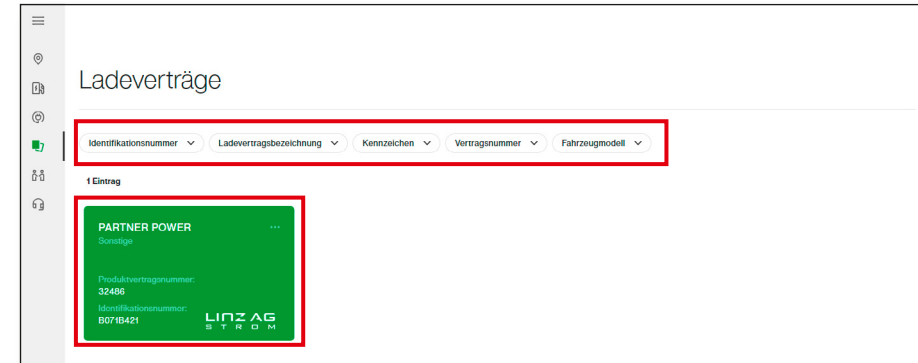 Ladeverträge
Identifikationsnummer Ladevertragsbezeichnung Kennzeichen Vertragsnummer Fahrzeugmodell
1 Eintrag
PARTNER POWER
Sonstige
Produktvertragsnummer:
32486
Identifikationsnummer:
B071B421
LINZ AG
STROM